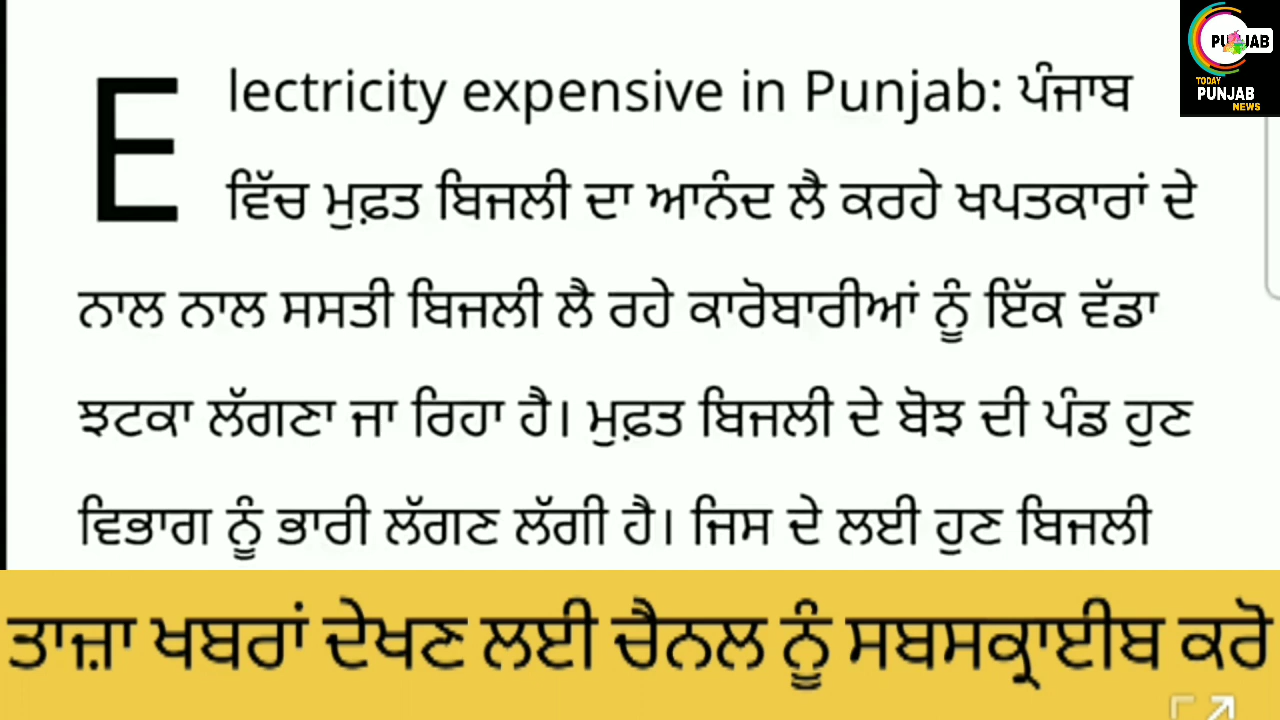 Electricity expensive in Punjab: ਪੰਜਾਬ
ਵਿੱਚ ਮੁਫ਼ਤ ਬਿਜਲੀ ਦਾ ਆਨੰਦ ਲੈ ਕਰਹੇ ਖਪਤਕਾਰਾਂ ਦੇ
ਨਾਲ ਨਾਲ ਸਸਤੀ ਬਿਜਲੀ ਲੈ ਰਹੇ ਕਾਰੋਬਾਰੀਆਂ ਨੂੰ ਇੱਕ ਵੱਡਾ
ਝਟਕਾ ਲੱਗਣਾ ਜਾ ਰਿਹਾ ਹੈ। ਮੁਫ਼ਤ ਬਿਜਲੀ ਦੇ ਬੋਝ ਦੀ ਪੰਡ ਹੁਣ
ਵਿਭਾਗ ਨੂੰ ਭਾਰੀ ਲੱਗਣ ਲੱਗੀ ਹੈ। ਜਿਸ ਦੇ ਲਈ ਹੁਣ ਬਿਜਲੀ
ਤਾਜ਼ਾ ਖਬਰਾਂ ਦੇਖਣ ਲਈ ਚੈਨਲ ਨੂੰ ਸਬਸਕ੍ਰਾਈਬ ਕਰੋ
PUNJAB
TODAY
PUNJAB
NEWS